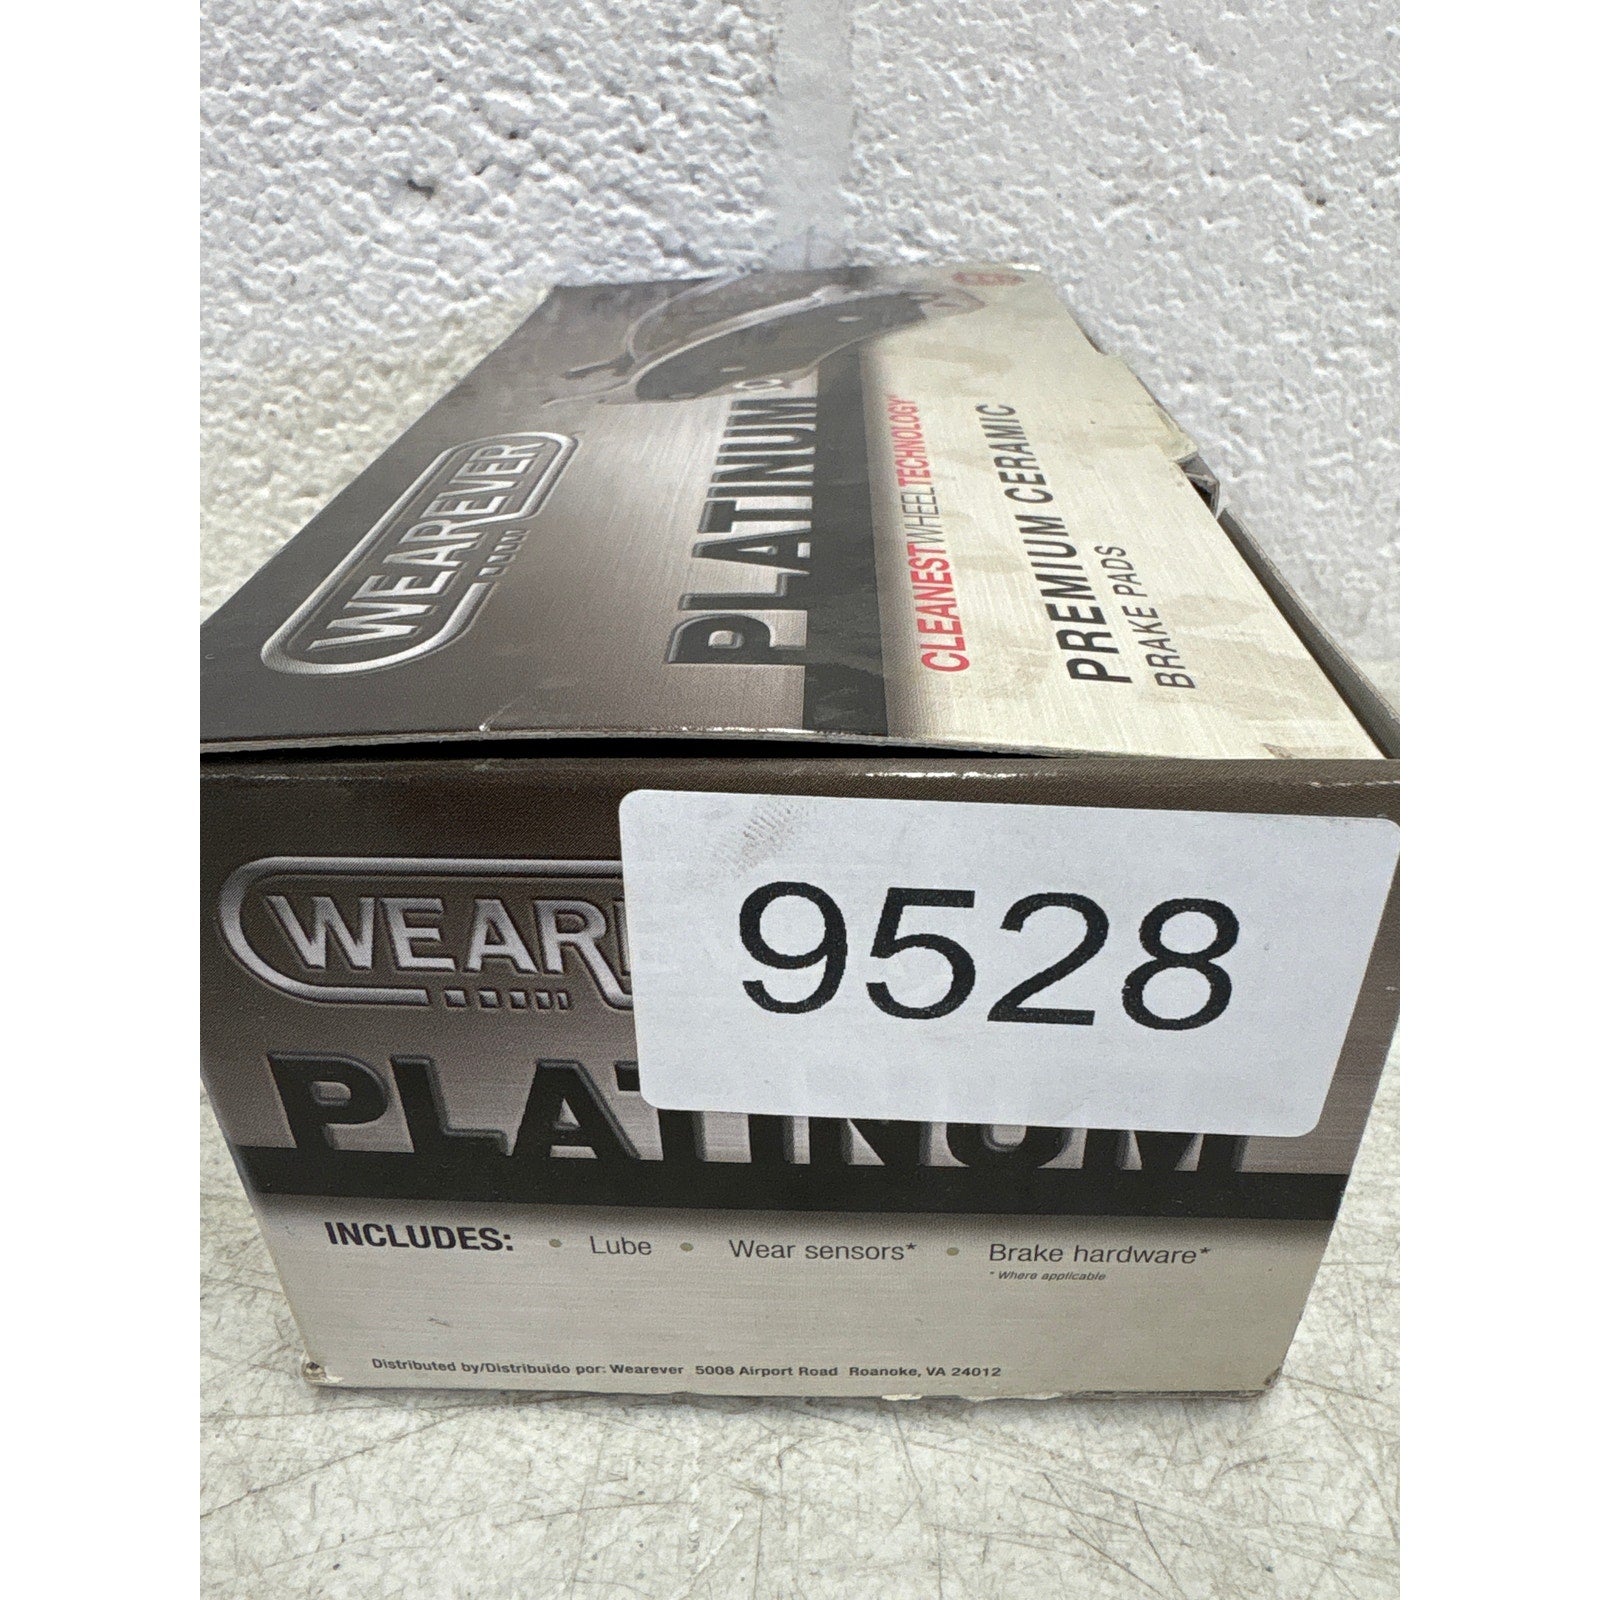 WEAREVER
PLATINUM
CLEANESTWHEELTECHNOLOGY
PREMIUM CERAMIC
BRAKE PADS
WEAR
9528
PLATINUM
INCLUDES: • Lube • Wear sensors* • Brake hardware*
* Where applicable
Distributed by/Distribuido por: Wearever 5008 Airport Road Roanoke, VA 24012